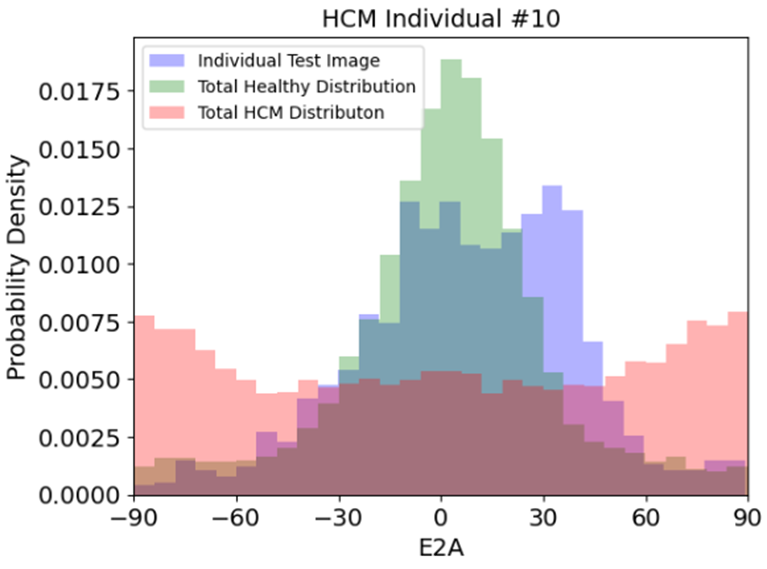 HCM Individual #10
Individual Test Image
Total Healthy Distribution
Total HCM Distributon
Probability Density
0.0175
0.0150
0.0125
0.0100
0.0075
0.0050
0.0025
0.0000
−90 −60 −30 0 30 60 90
E2A